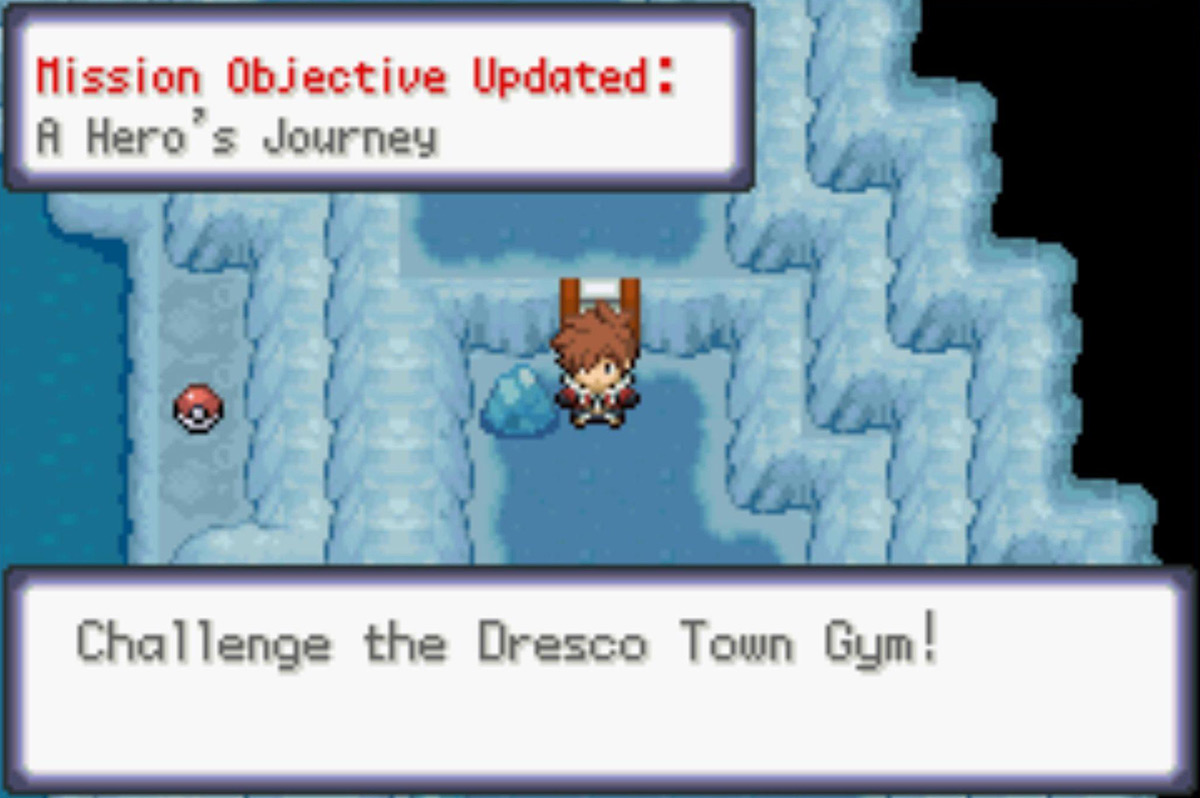 Mission Objective Updated:
A Hero's Journey
Challenge the Dresco Town Gym!